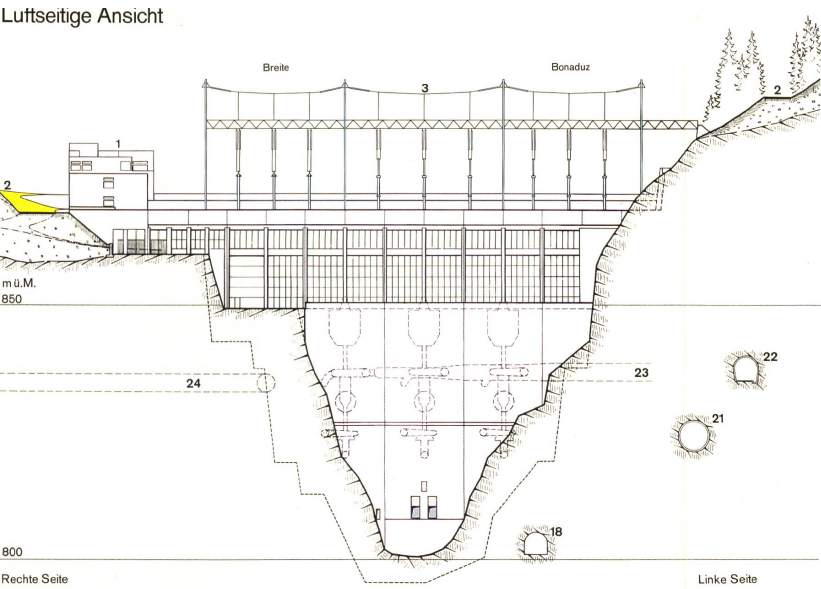 Luftseitige Ansicht
Breite
Bonaduz
3
2
1
2
m ü.M.
850
22
24
23
21
18
800
Rechte Seite
Linke Seite